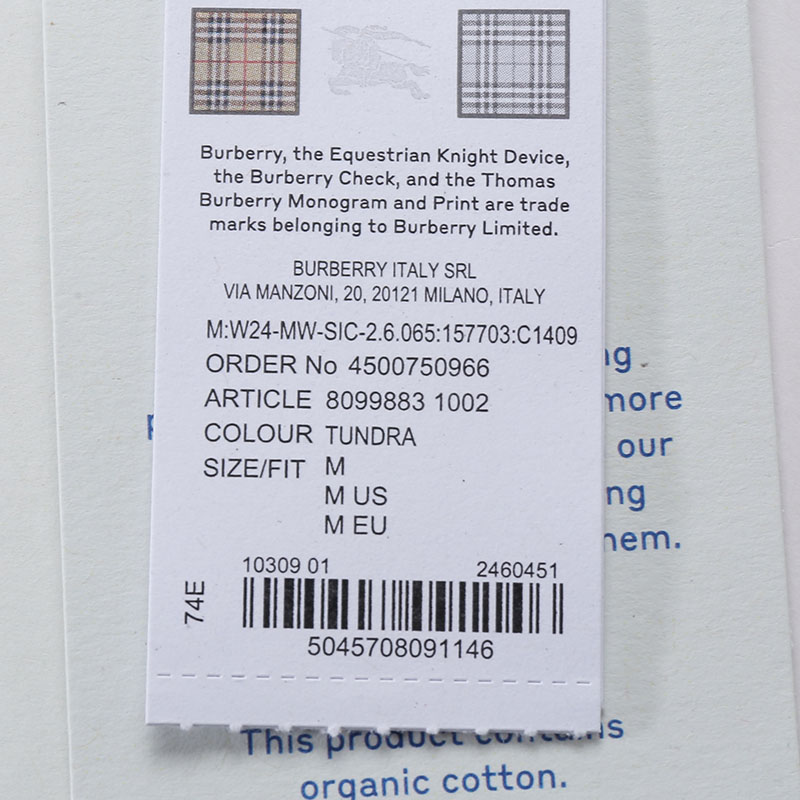 Burberry, the Equestrian Knight Device,
the Burberry Check, and the Thomas
Burberry Monogram and Print are trade
marks belonging to Burberry Limited.
BURBERRY ITALY SRL
VIA MANZONI, 20, 20121 MILANO, ITALY
M:W24-MW-SIC-2.6.065:157703:C1409
ORDER No 4500750966
ARTICLE 8099883 1002
COLOUR TUNDRA
SIZE/FIT M
M US
M EU
10309 01 2460451
74E
5045708091146
more
our
This product contains
organic cotton.